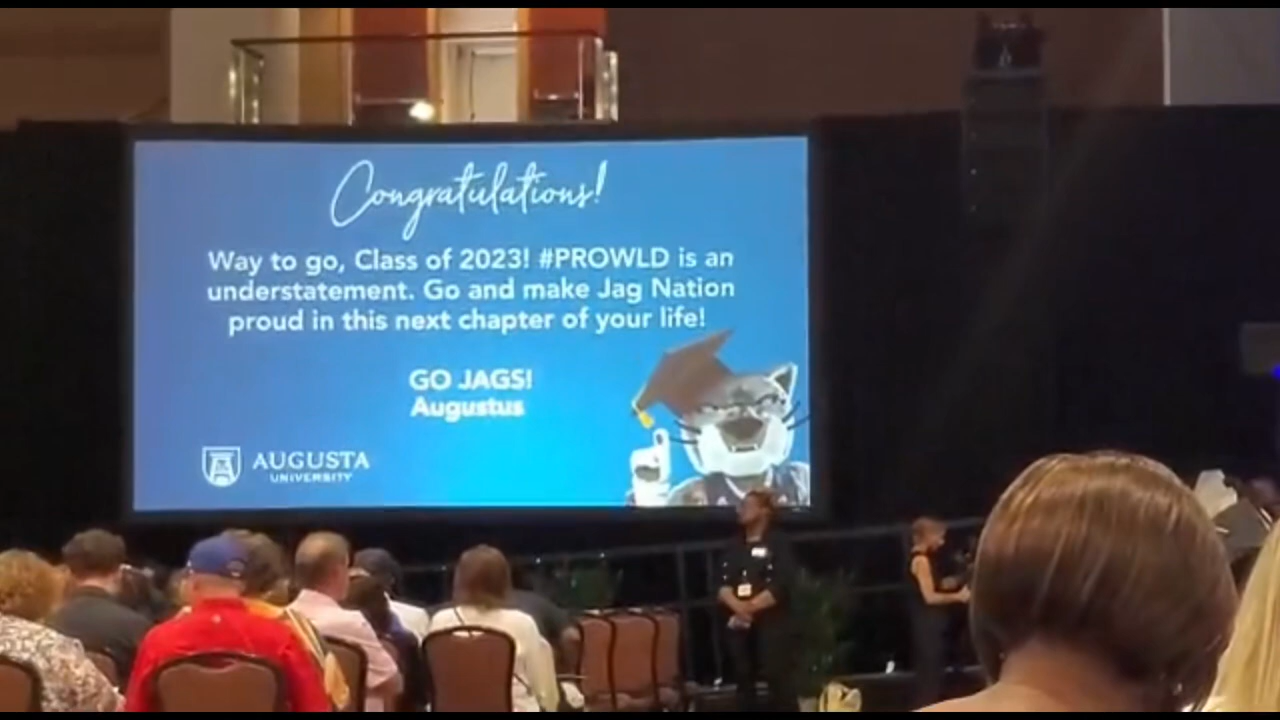 Congratulations!
Way to go, Class of 2023! #PROWLD is an
understatement. Go and make Jag Nation
proud in this next chapter of your life!
GO JAGS!
Augustus
AUGUSTA
UNIVERSITY